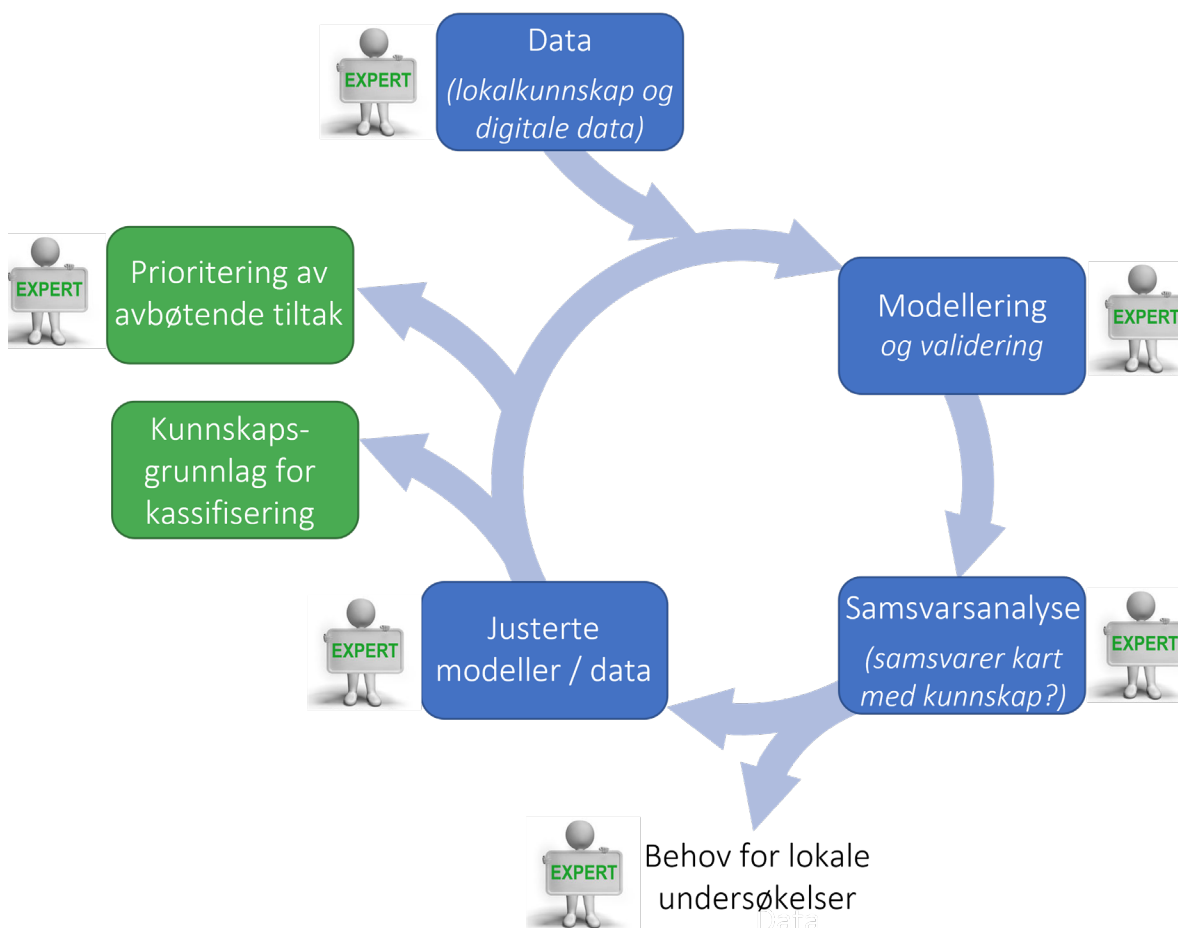 EXPERT
Data
(lokalkunnskap og
digitale data)
EXPERT
Prioritering av
avbøtende tiltak
Modellering
og validering
EXPERT
Kunnskaps-
grunnlag for
kassifisering
EXPERT
Justerte
modeller / data
Samsvarsanalyse
(samsvarer kart
med kunnskap?)
EXPERT
EXPERT
Behov for lokale
undersøkelser
Data